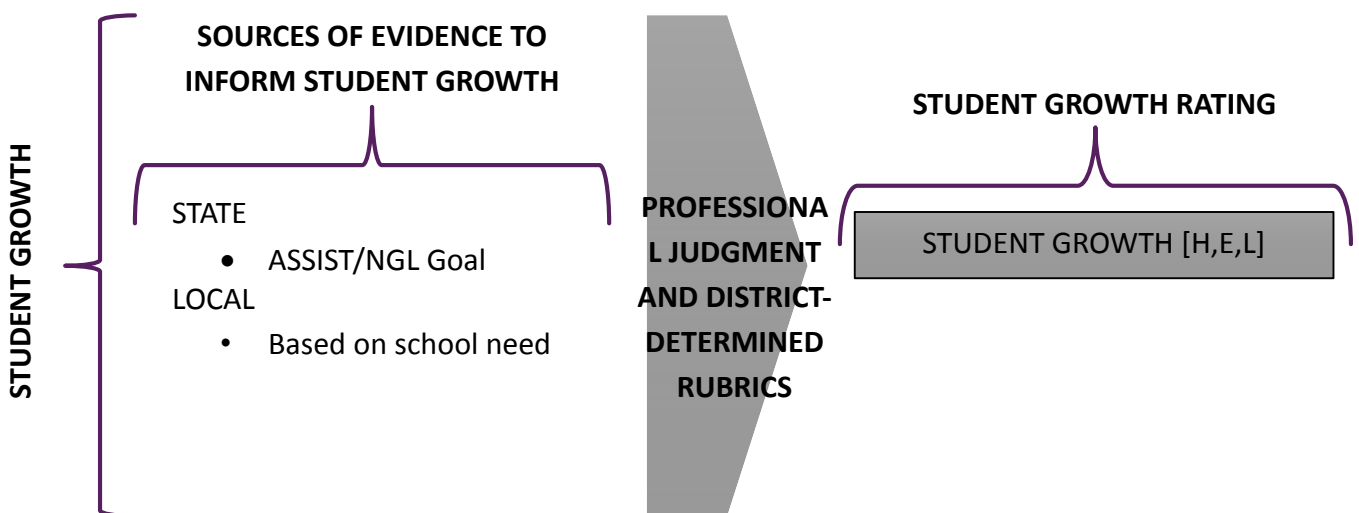 STUDENT GROWTH
SOURCES OF EVIDENCE TO
INFORM STUDENT GROWTH
STATE
● ASSIST/NGL Goal
LOCAL
• Based on school need
PROFESSIONA
L JUDGMENT
AND DISTRICT-
DETERMINED
RUBRICS
STUDENT GROWTH RATING
STUDENT GROWTH [H,E,L]